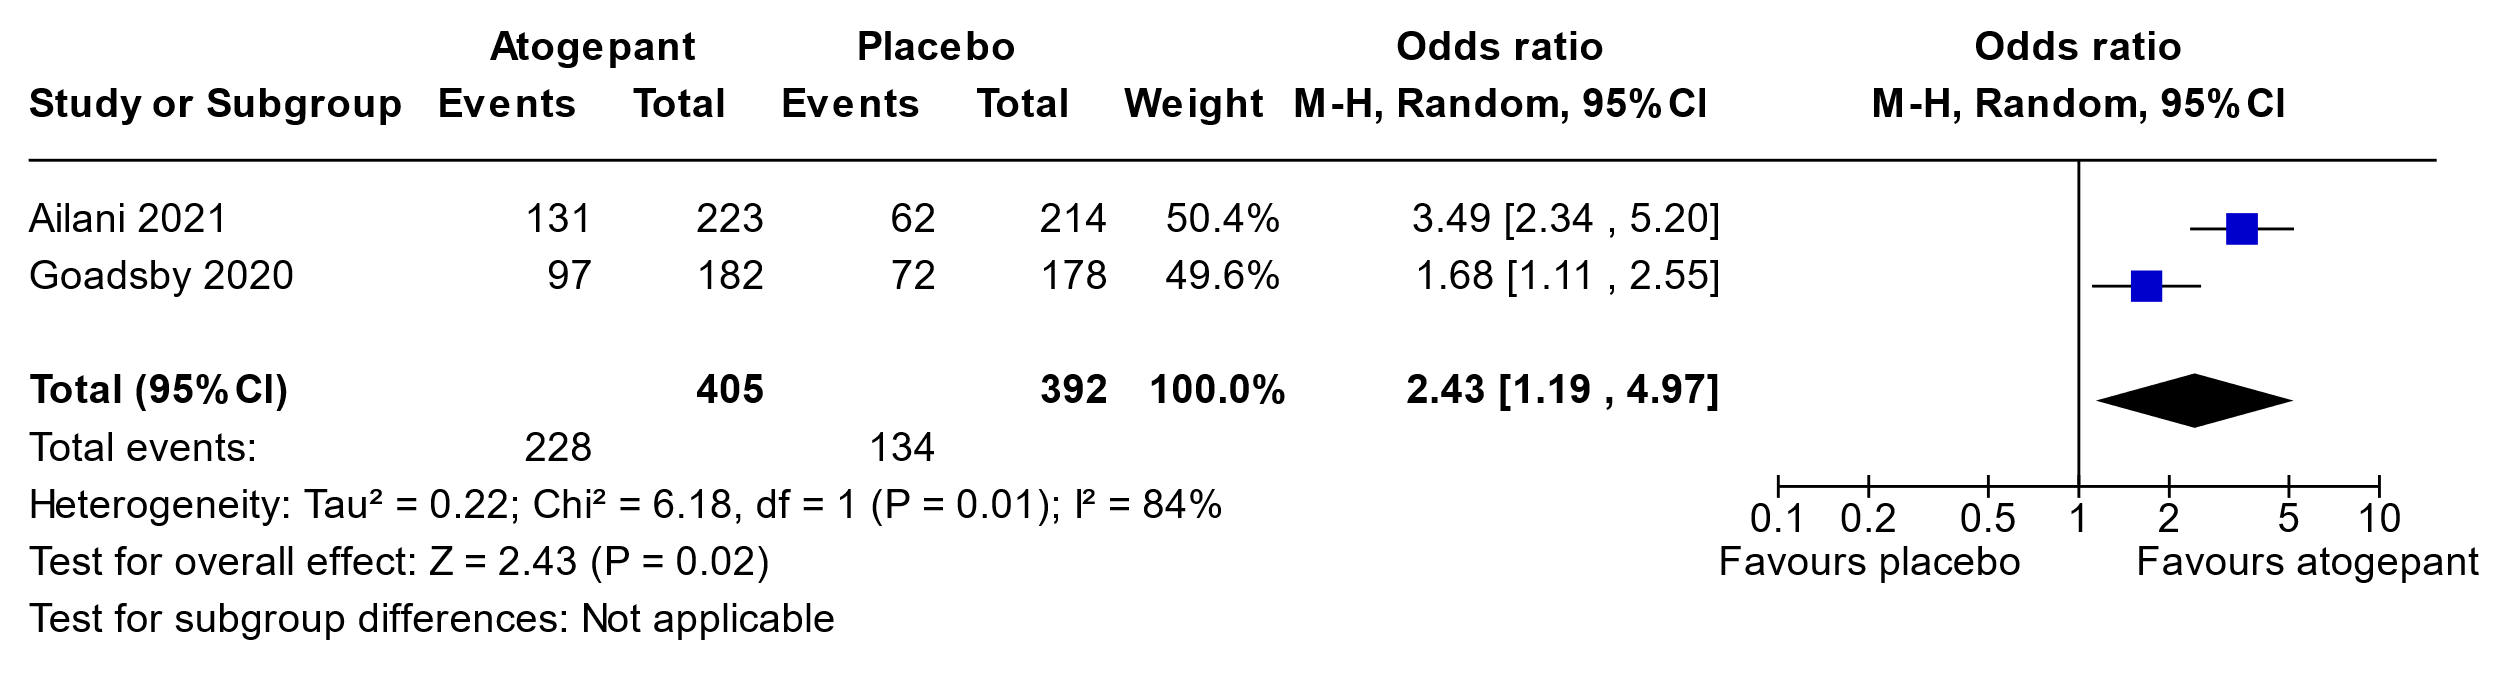 Atogepant Placebo Odds ratio Odds ratio
Study or Subgroup Events Total Events Total Weight M-H, Random, 95% CI M-H, Random, 95% CI
Ailani 2021 131 223 62 214 50.4% 3.49 [2.34 , 5.20]
Goadsby 2020 97 182 72 178 49.6% 1.68 [1.11 , 2.55]
Total (95% CI) 405 392 100.0% 2.43 [1.19 , 4.97]
Total events: 228 134
Heterogeneity: Tau² = 0.22; Chi² = 6.18, df = 1 (P = 0.01); I² = 84%
0.1 0.2 0.5 1 2 5 10
Test for overall effect: Z = 2.43 (P = 0.02)
Favours placebo Favours atogepant
Test for subgroup differences: Not applicable